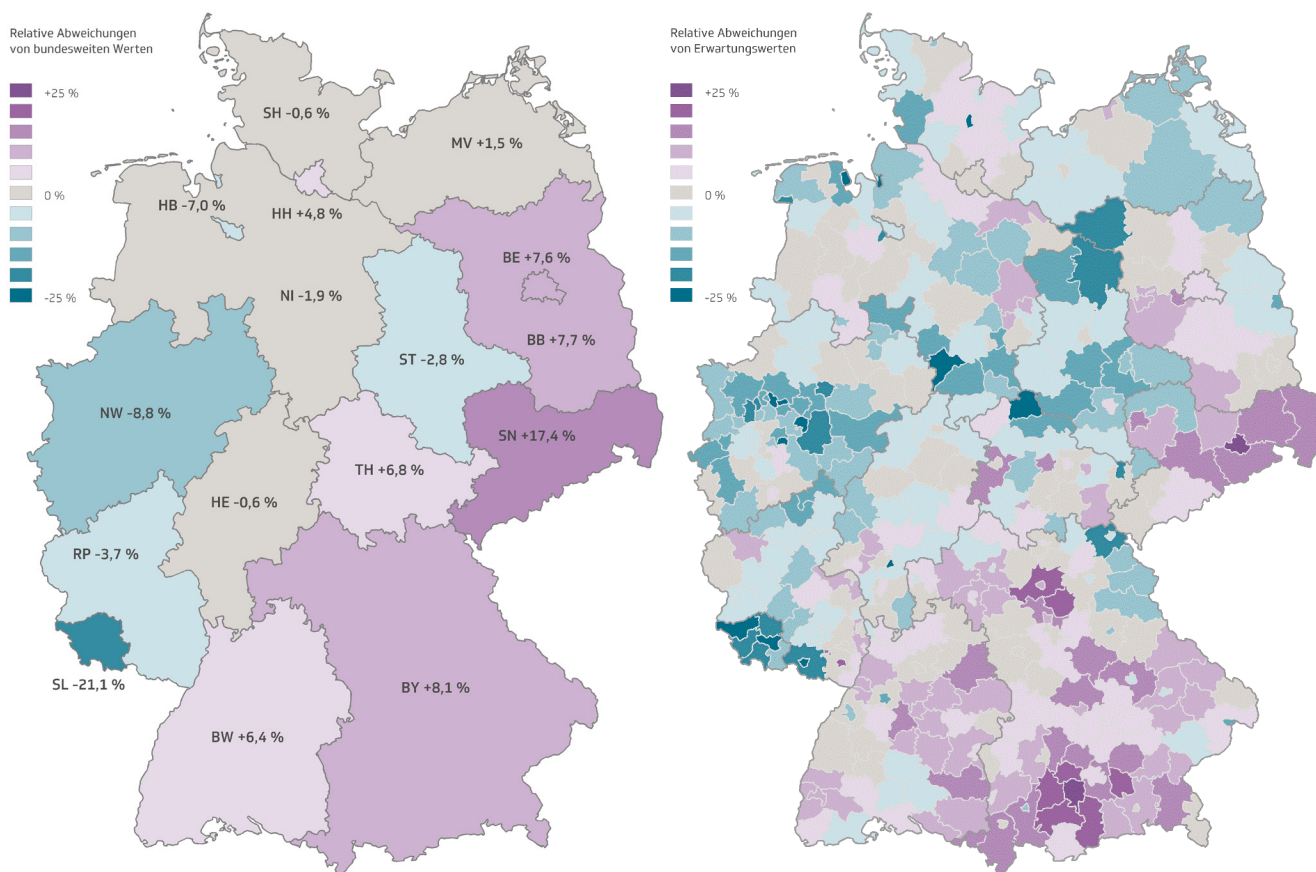 Relative Abweichungen
von bundesweiten Werten
+25 %
0 %
-25 %
SH -0,6 %
MV +1,5 %
HB -7,0 %
HH +4,8 %
BE +7,6 %
NI -1,9 %
BB +7,7 %
ST -2,8 %
NW -8,8 %
SN +17,4 %
TH +6,8 %
HE -0,6 %
RP -3,7 %
SL -21,1 %
BY +8,1 %
BW +6,4 %
Relative Abweichungen
von Erwartungswerten
+25 %
0 %
-25 %